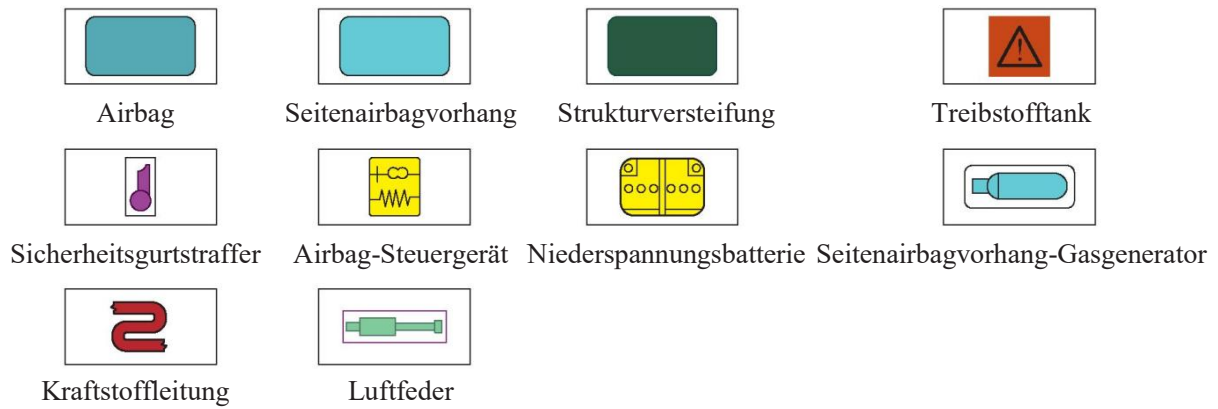 Airbag Seitenairbagvorhang Strukturversteifung Treibstofftank
Sicherheitsgurtstraffer Airbag-Steuergerät Niederspannungsbatterie Seitenairbagvorhang-Gasgenerator
Kraftstoffleitung Luftfeder